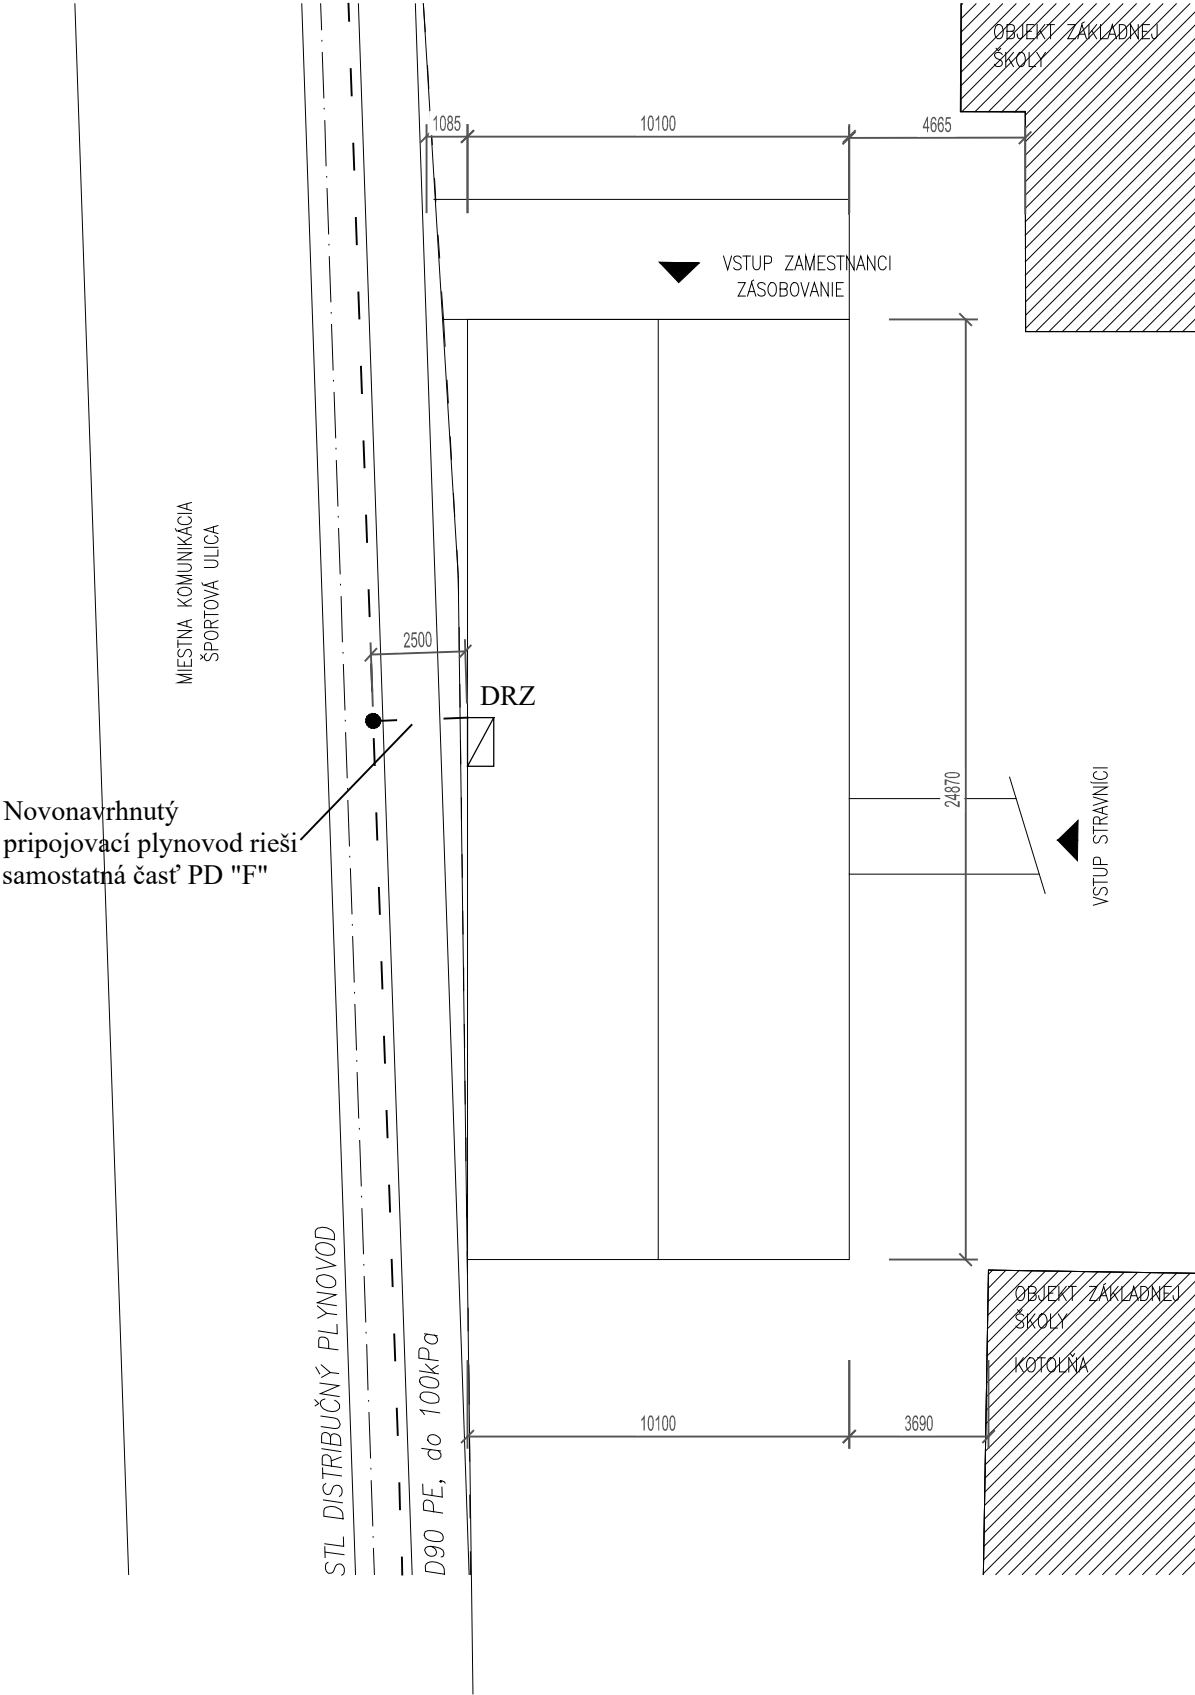 OBJEKT ZÁKLADNEJ
ŠKOLY
1085
10100
4665
VSTUP ZAMESTNANCI
ZÁSOBOVANIE
MIESTNA KOMUNIKÁCIA
ŠPORTOVÁ ULICA
2500
DRZ
Novonavrhnutý
pripojovací plynovod rieši
samostatná časť PD "F"
24870
VSTUP STRAVNÍCI
STL DISTRIBUČNÝ PLYNOVOD
D90 PE, do 100kPa
OBJEKT ZÁKLADNEJ
ŠKOLY
KOTOLŇA
10100
3690